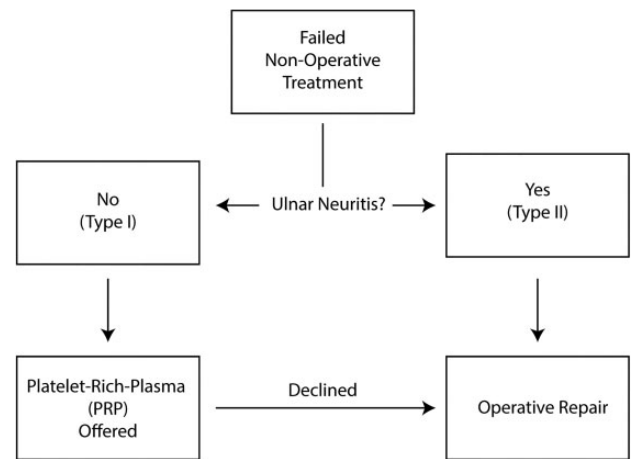 Failed
Non-Operative
Treatment
No
(Type I)
Ulnar Neuritis?
Yes
(Type II)
Platelet-Rich-Plasma
(PRP)
Offered
Declined
Operative Repair